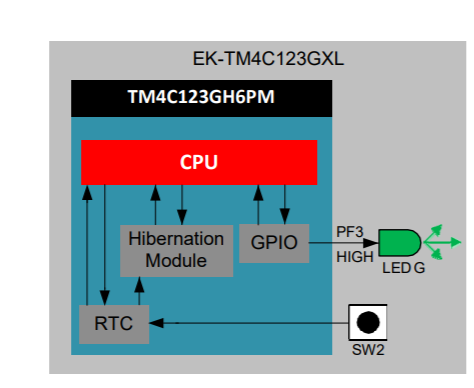 EK-TM4C123GXL
TM4C123GH6PM
CPU
Hibernation
Module
GPIO
PF3
HIGH
LED G
RTC
SW2